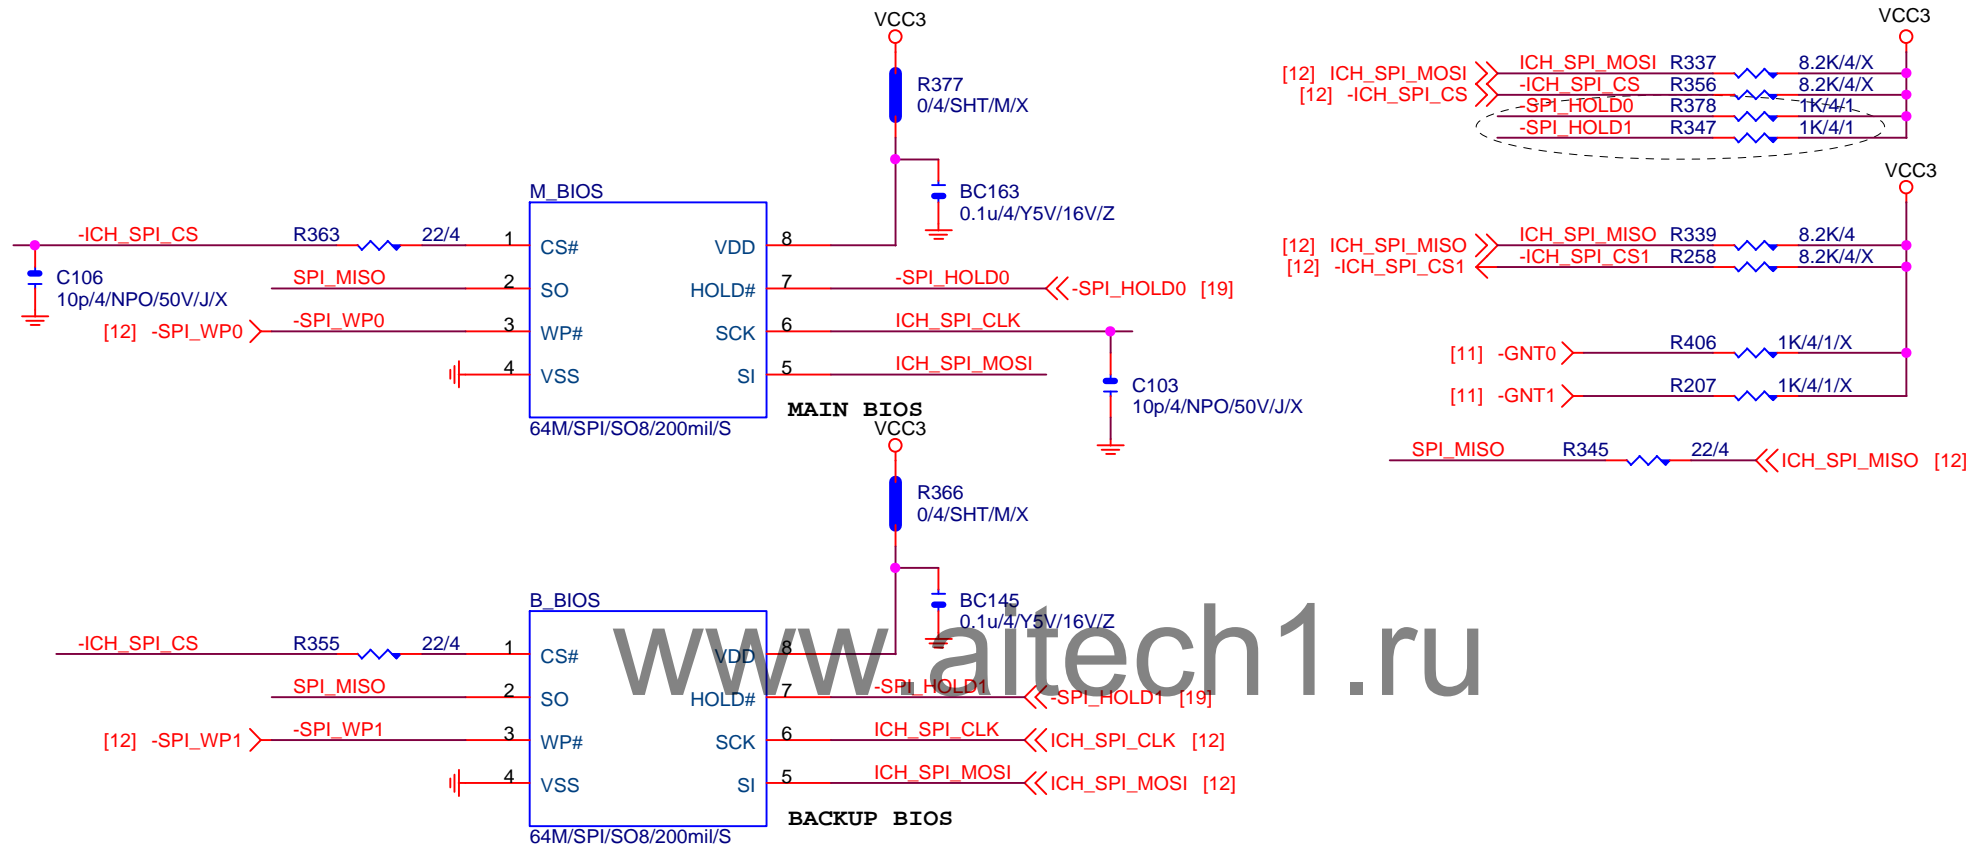 VCC3
R377
0/4/SHT/M/X
BC163
0.1u/4/Y5V/16V/Z
M_BIOS
-ICH_SPI_CS R363 22/4 1 CS# VDD 8
C106
10p/4/NPO/50V/J/X
SPI_MISO 2 SO HOLD# 7 -SPI_HOLD0 -SPI_HOLD0 [19]
[12] -SPI_WP0 -SPI_WP0 3 WP# SCK 6 ICH_SPI_CLK
4 VSS SI 5 ICH_SPI_MOSI
C103
10p/4/NPO/50V/J/X
MAIN BIOS
64M/SPI/SO8/200mil/S
VCC3
R366
0/4/SHT/M/X
BC145
0.1u/4/Y5V/16V/Z
B_BIOS
-ICH_SPI_CS R355 22/4 1 CS# VDD 8
SPI_MISO 2 SO HOLD# 7 -SPI_HOLD1 -SPI_HOLD1 [19]
[12] -SPI_WP1 -SPI_WP1 3 WP# SCK 6 ICH_SPI_CLK ICH_SPI_CLK [12]
4 VSS SI 5 ICH_SPI_MOSI ICH_SPI_MOSI [12]
BACKUP BIOS
64M/SPI/SO8/200mil/S
VCC3
[12] ICH_SPI_MOSI ICH_SPI_MOSI R337 8.2K/4/X
[12] -ICH_SPI_CS -ICH_SPI_CS R356 8.2K/4/X
-SPI_HOLD0 R378 1K/4/1
-SPI_HOLD1 R347 1K/4/1
VCC3
[12] ICH_SPI_MISO ICH_SPI_MISO R339 8.2K/4
[12] -ICH_SPI_CS1 -ICH_SPI_CS1 R258 8.2K/4/X
[11] -GNT0 R406 1K/4/1/X
[11] -GNT1 R207 1K/4/1/X
SPI_MISO R345 22/4 ICH_SPI_MISO [12]
www.aitech1.ru